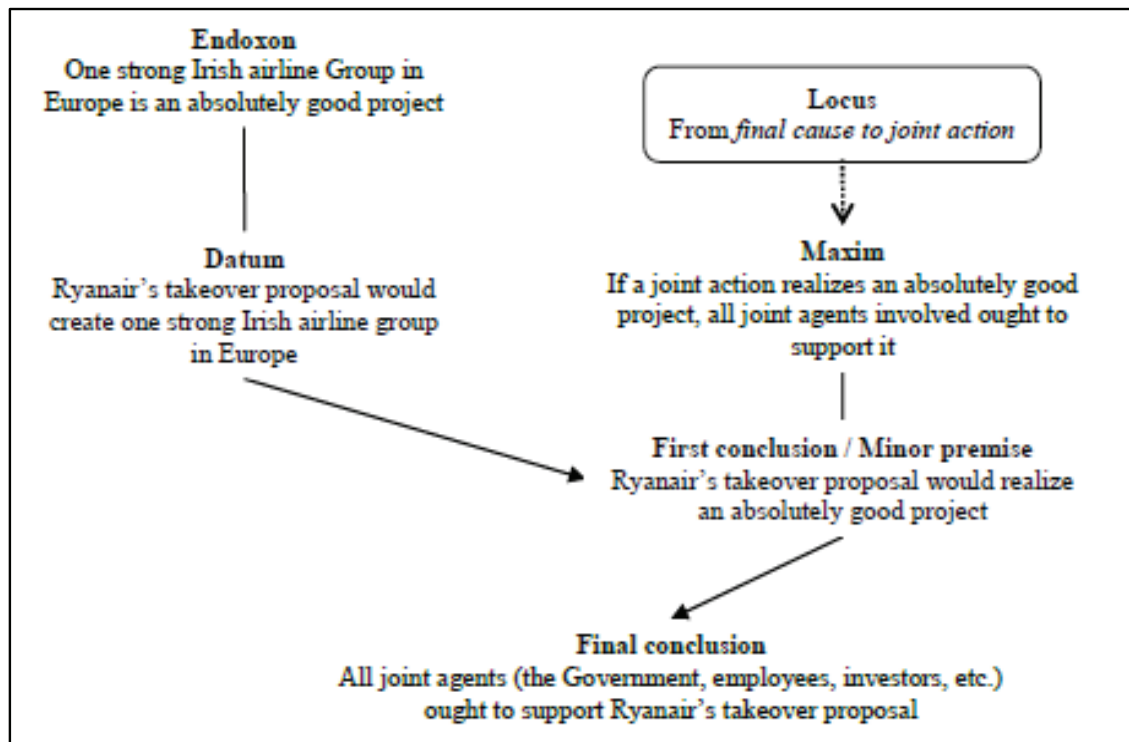 Endoxon
One strong Irish airline Group in
Europe is an absolutely good project
Locus
From final cause to joint action
Datum
Ryanair's takeover proposal would
create one strong Irish airline group
in Europe
Maxim
If a joint action realizes an absolutely good
project, all joint agents involved ought to
support it
First conclusion / Minor premise
Ryanair's takeover proposal would realize
an absolutely good project
Final conclusion
All joint agents (the Government, employees, investors, etc.)
ought to support Ryanair's takeover proposal